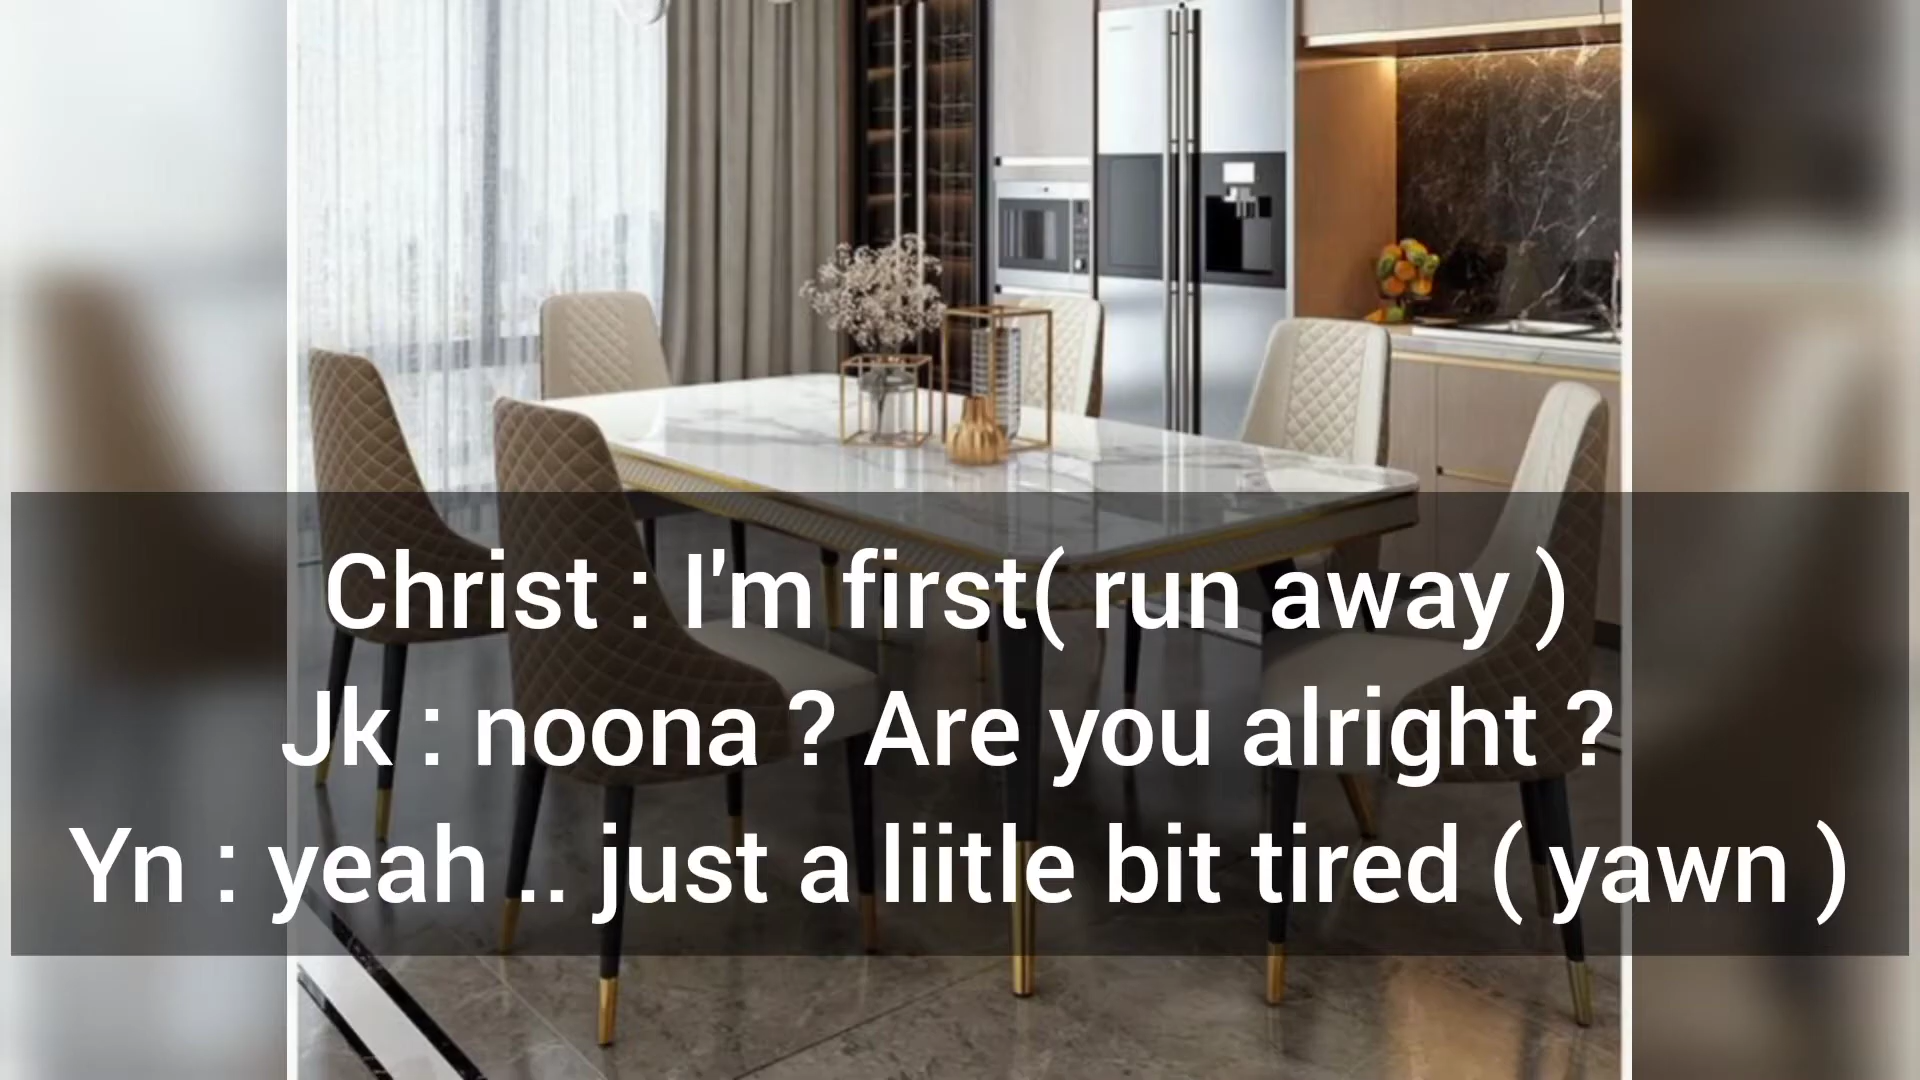 Christ : I'm first( run away )
Jk : noona ? Are you alright ?
Yn : yeah .. just a liitle bit tired ( yawn )